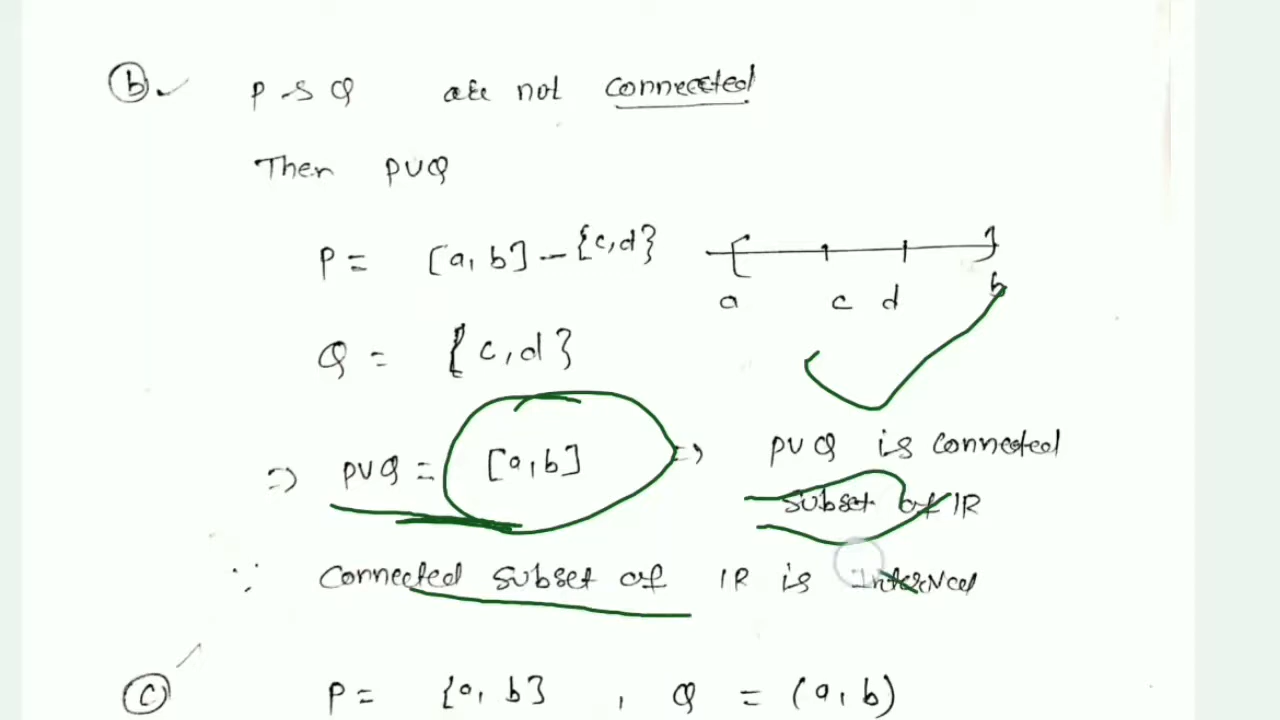 (b) P & Q are not connected
Then P∪Q
P = [a, b] - {c, d}
a c d b
Q = {c, d}
⇒ P∪Q = [a, b] ⇒ P∪Q is connected
subset of IR
∵ Connected subset of IR is Interval
(c) P = {a, b} , Q = (a, b)